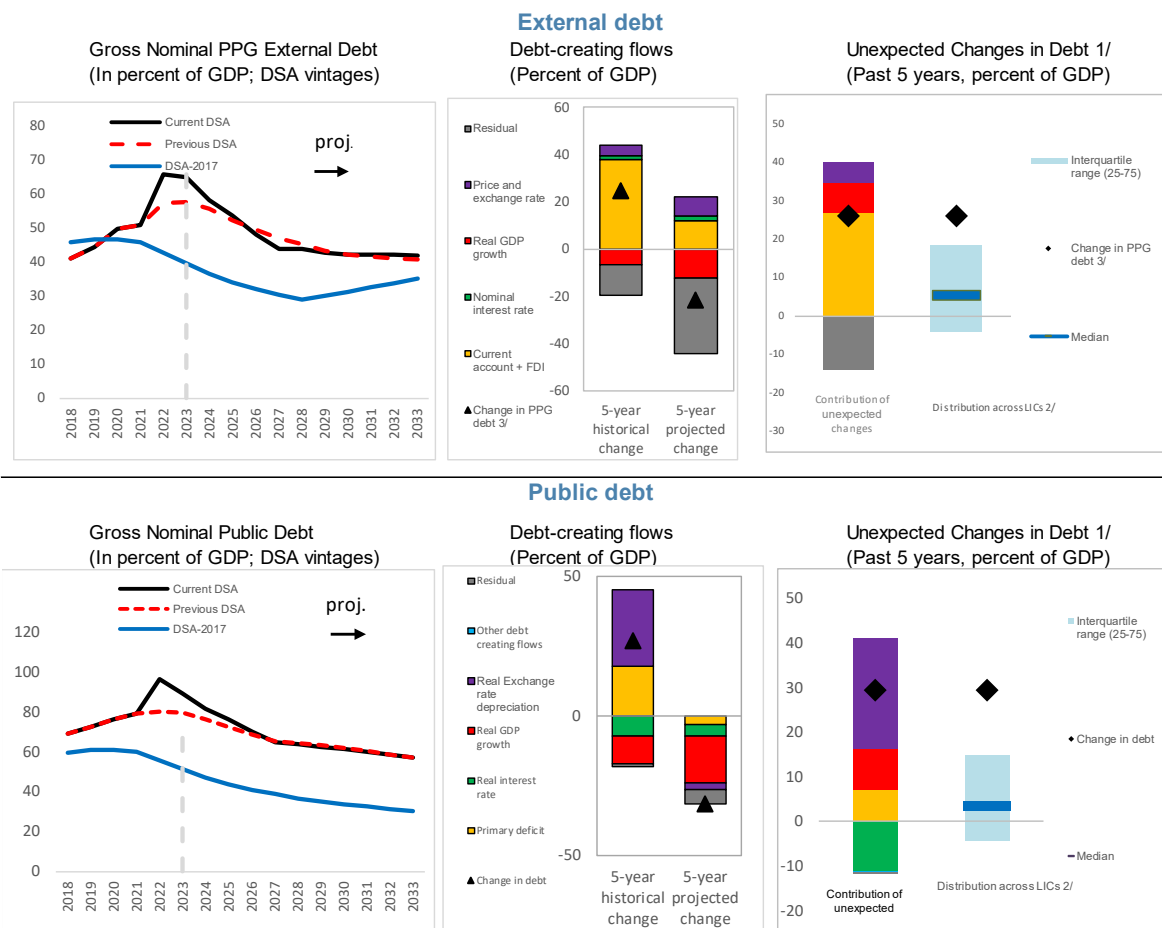 External debt
Gross Nominal PPG External Debt
(In percent of GDP; DSA vintages)
Debt-creating flows
(Percent of GDP)
Unexpected Changes in Debt 1/
(Past 5 years, percent of GDP)
80
70
60
50
40
30
20
10
0
Current DSA
Previous DSA
DSA-2017
proj.
2018
2019
2020
2021
2022
2023
2024
2025
2026
2027
2028
2029
2030
2031
2032
2033
Residual
Price and
exchange rate
Real GDP
growth
Nominal
interest rate
Current
account + FDI
Change in PPG
debt 3/
60
40
20
0
-20
-40
-60
5-year
historical
change
5-year
projected
change
50
40
30
20
10
0
-10
-20
-30
Contribution of
unexpected
changes
Distribution across LICs 2/
Interquartile
range (25-75)
Change in PPG
debt 3/
Median
Public debt
Gross Nominal Public Debt
(In percent of GDP; DSA vintages)
Debt-creating flows
(Percent of GDP)
Unexpected Changes in Debt 1/
(Past 5 years, percent of GDP)
Current DSA
Previous DSA
DSA-2017
proj.
120
100
80
60
40
20
0
2018
2019
2020
2021
2022
2023
2024
2025
2026
2027
2028
2029
2030
2031
2032
2033
Residual
Other debt
creating flows
Real Exchange
rate
depreciation
Real GDP
growth
Real interest
rate
Primary deficit
Change in debt
50
0
-50
5-year
historical
change
5-year
projected
change
50
40
30
20
10
0
-10
-20
Contribution of
unexpected
Distribution across LICs 2/
Interquartile
range (25-75)
Change in debt
Median